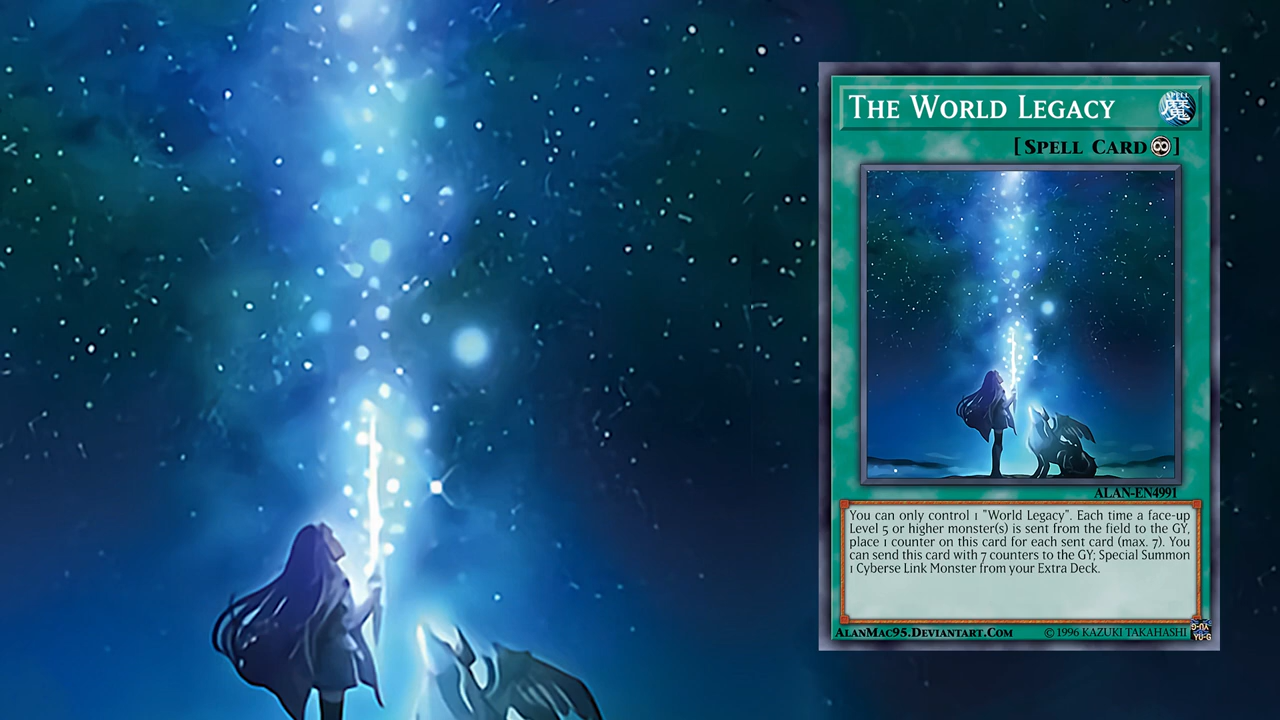 The World Legacy
SPELL
魔
[Spell Card]
ALAN-EN4991
You can only control 1 "World Legacy". Each time a face-up
Level 5 or higher monster(s) is sent from the field to the GY,
place 1 counter on this card for each sent card (max. 7). You
can send this card with 7 counters to the GY; Special Summon
1 Cyberse Link Monster from your Extra Deck.
AlanMac95.Deviantart.Com
© 1996 KAZUKI TAKAHASHI